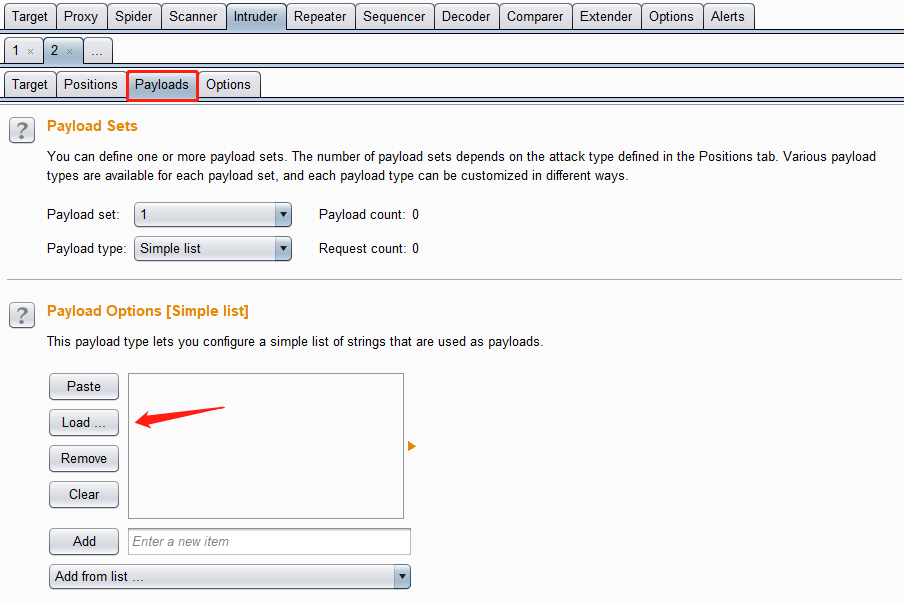 Target Proxy Spider Scanner Intruder Repeater Sequencer Decoder Comparer Extender Options Alerts
1 × 2 × ...
Target Positions Payloads Options
? Payload Sets
You can define one or more payload sets. The number of payload sets depends on the attack type defined in the Positions tab. Various payload
types are available for each payload set, and each payload type can be customized in different ways.
Payload set: 1 Payload count: 0
Payload type: Simple list Request count: 0
? Payload Options [Simple list]
This payload type lets you configure a simple list of strings that are used as payloads.
Paste
Load ...
Remove
Clear
Add Enter a new item
Add from list ...